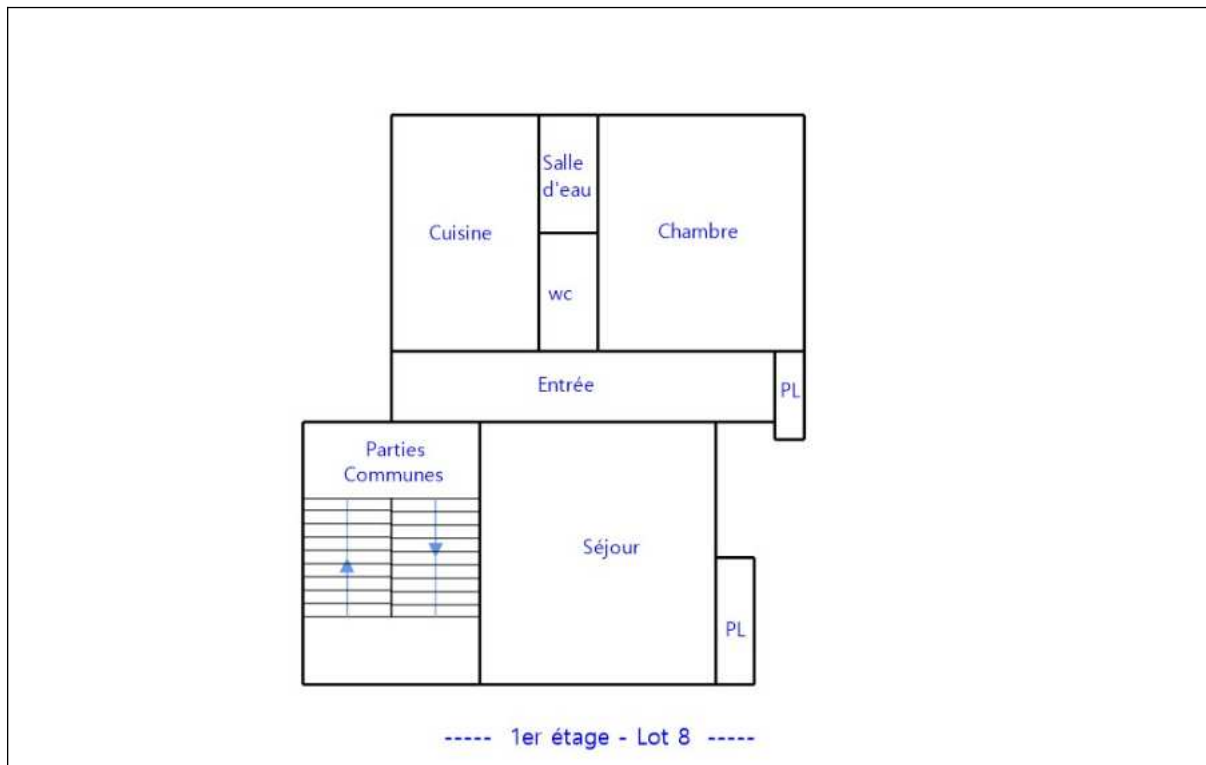 Salle
d'eau
Cuisine
Chambre
wc
Entrée
PL
Parties
Communes
Séjour
PL
----- 1er étage - Lot 8 -----